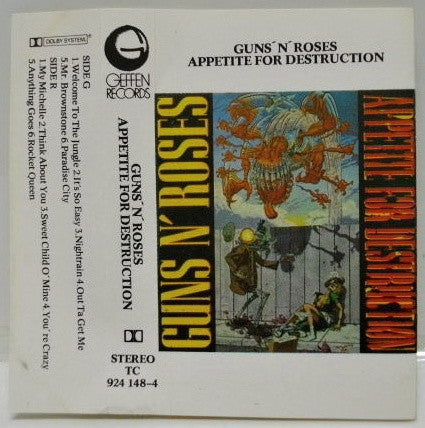 DOLBY SYSTEM
SIDE G
1.Welcome To The Jungle 2.It's So Easy 3.Nightrain 4.Out Ta Get Me
5.Mr. Brownstone 6.Paradise City
SIDE R
1.My Michelle 2.Think About You 3.Sweet Child O´Mine 4.You´re Crazy
5.Anything Goes 6.Rocket Queen
G
GEFFEN
RECORDS
GUNS´N´ROSES
APPETITE FOR DESTRUCTION
STEREO
TC
924 148-4
GUNS´N´ROSES
APPETITE FOR DESTRUCTION
GUNS N' ROSES
APPETITE FOR DESTRUCTION